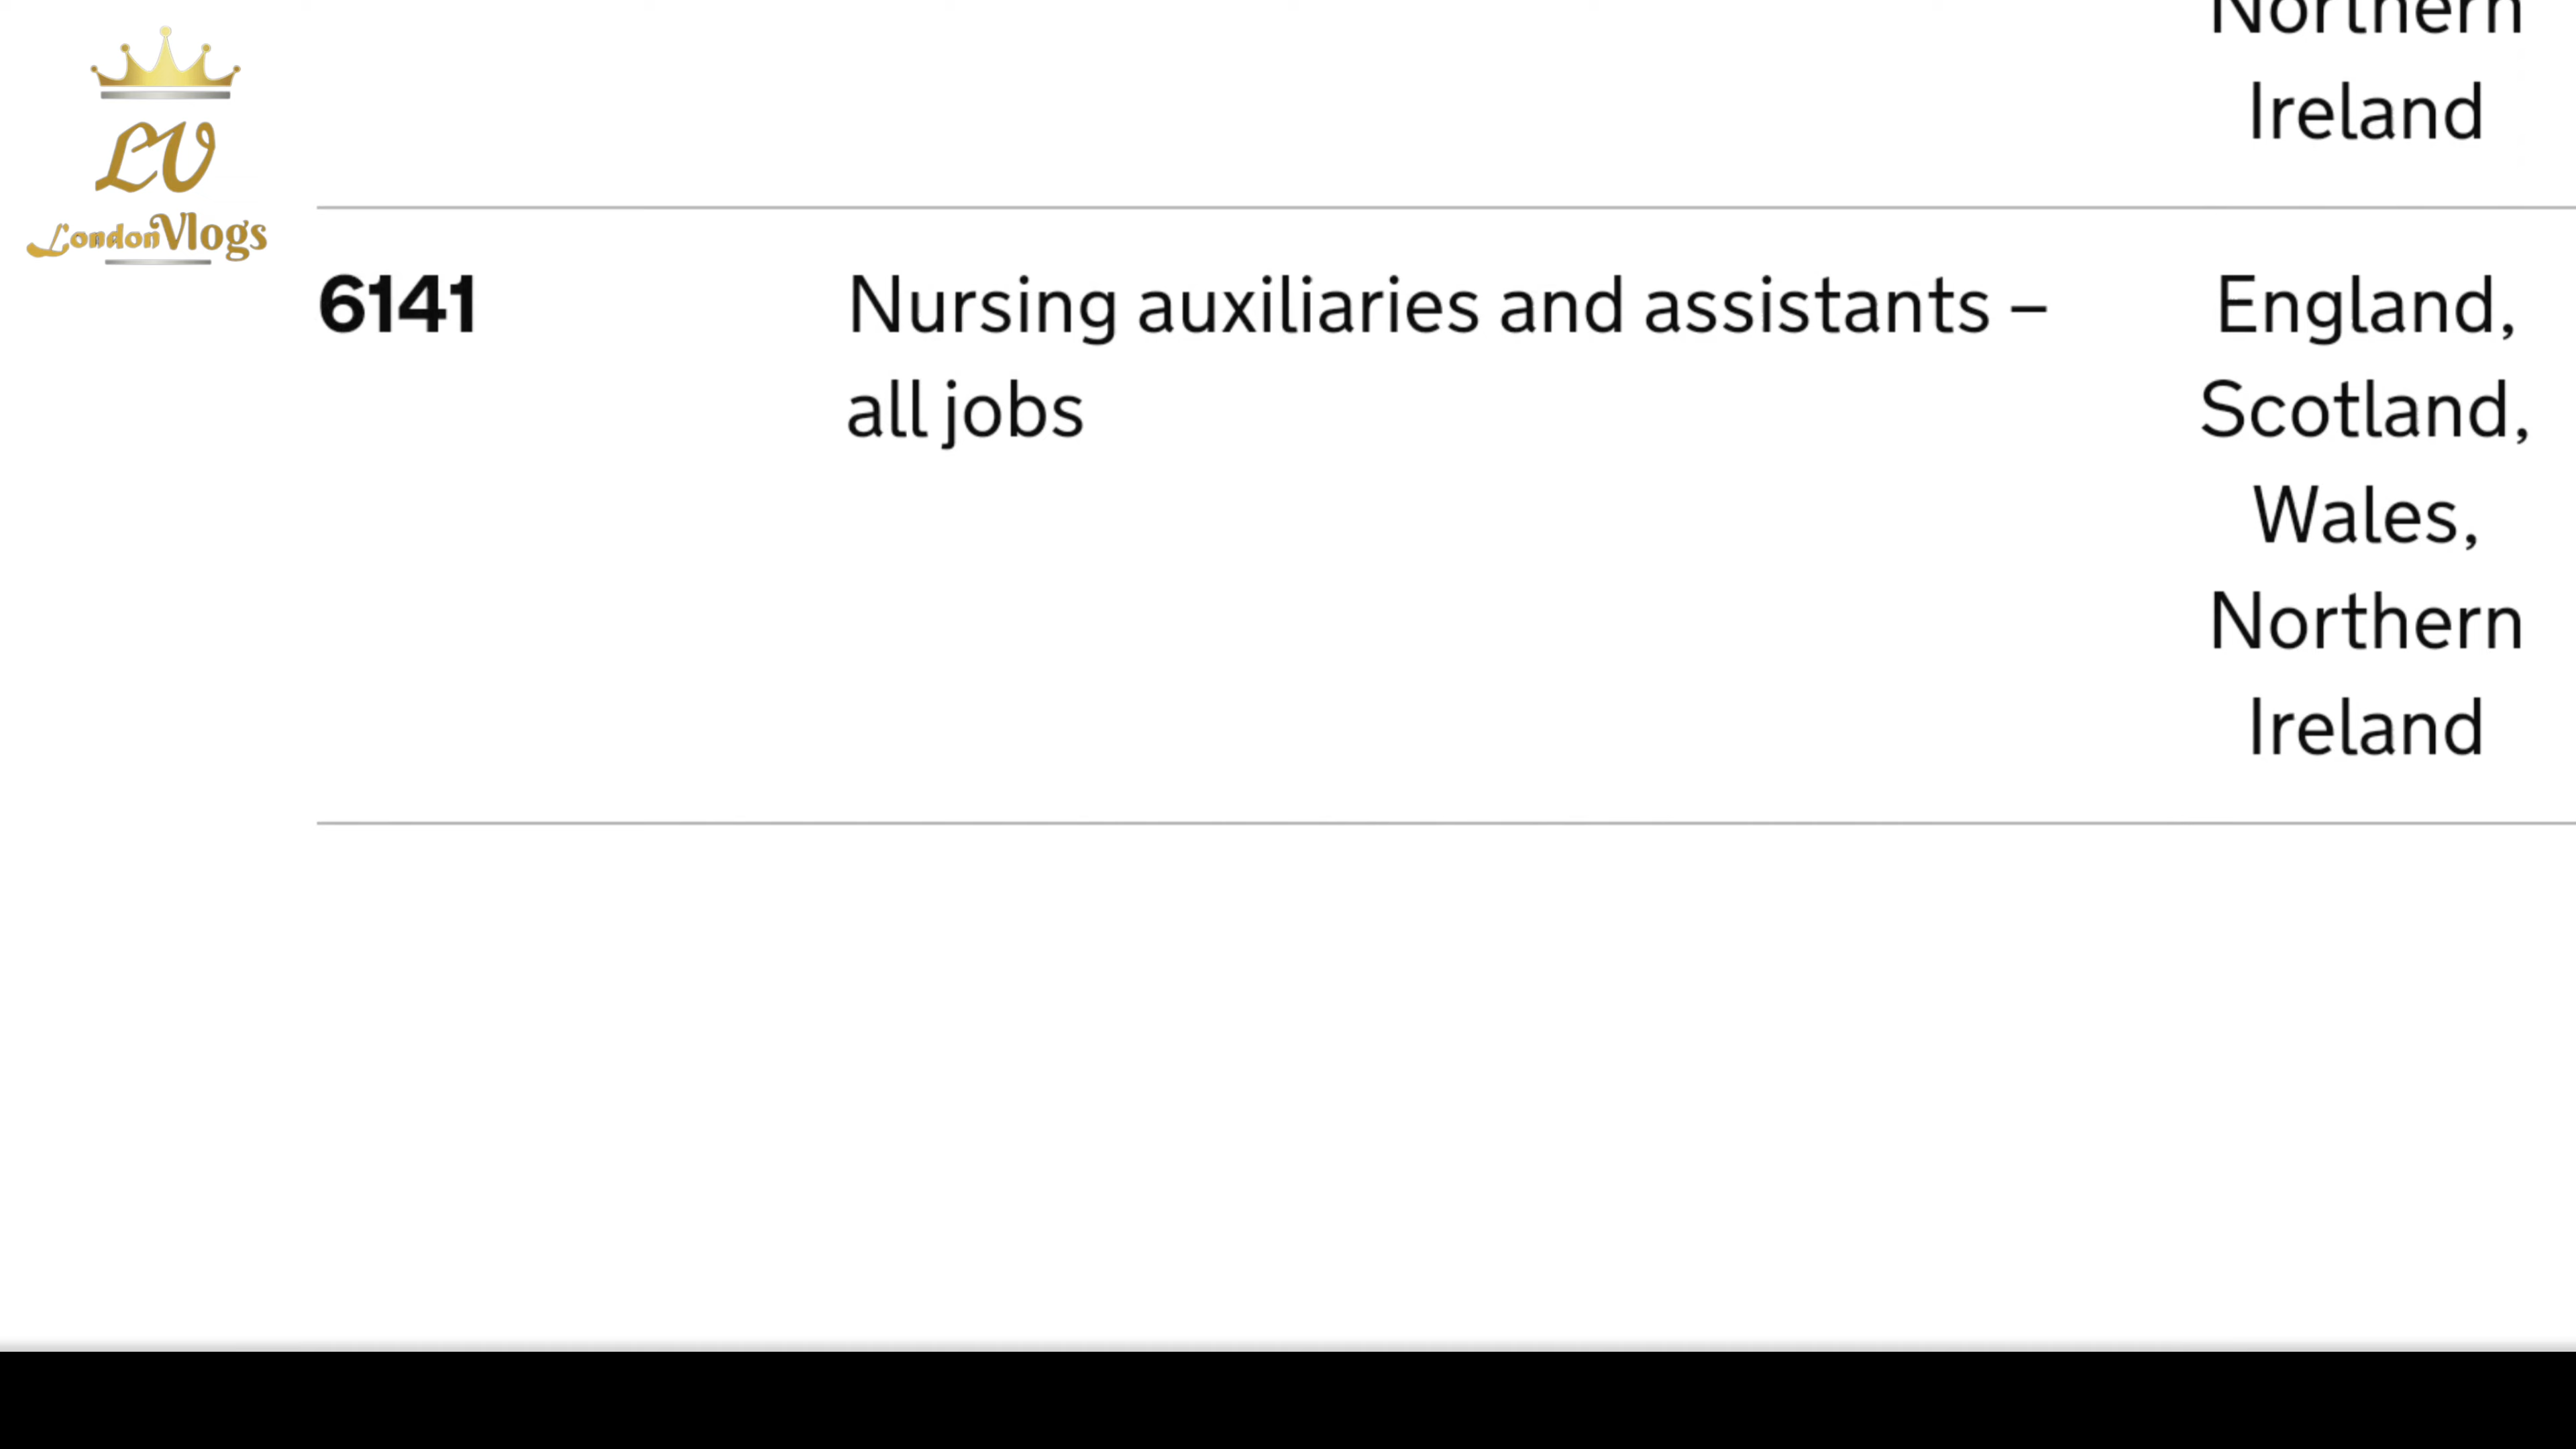 Northern
Ireland
LV
LondonVlogs
6141
Nursing auxiliaries and assistants –
all jobs
England,
Scotland,
Wales,
Northern
Ireland